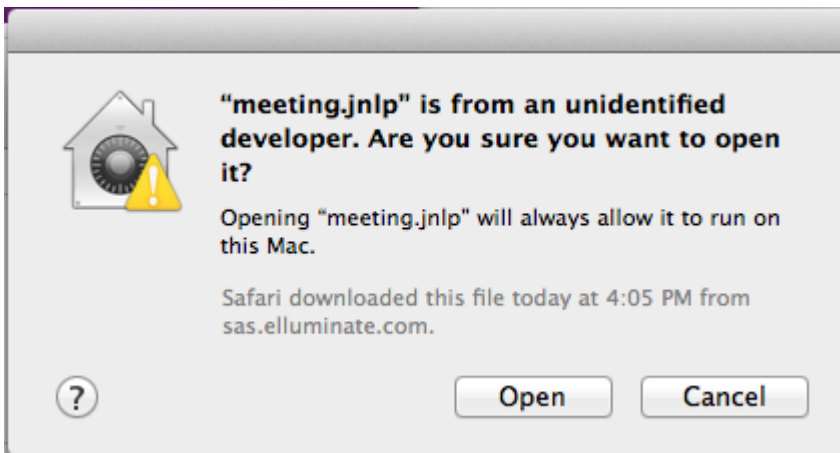 “meeting.jnlp” is from an unidentified
developer. Are you sure you want to open
it?
Opening “meeting.jnlp” will always allow it to run on
this Mac.
Safari downloaded this file today at 4:05 PM from
sas.elluminate.com.
? Open Cancel